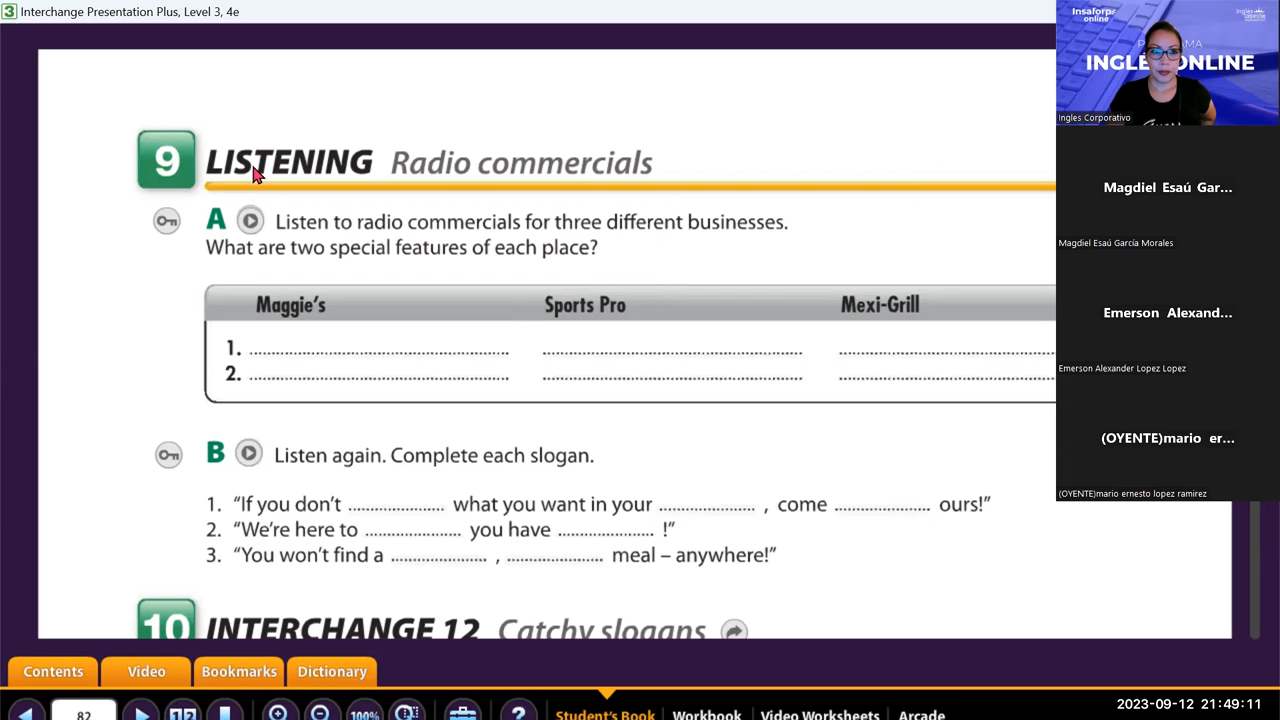 Interchange Presentation Plus, Level 3, 4e
9 LISTENING Radio commercials
A Listen to radio commercials for three different businesses.
What are two special features of each place?
Maggie's Sports Pro Mexi-Grill
1. ........................................
2. ........................................
B Listen again. Complete each slogan.
1. "If you don't .................... what you want in your .................... , come .................... ours!"
2. "We're here to .................... you have .................... !"
3. "You won't find a .................... , .................... meal – anywhere!"
10 INTERCHANGE 12 Catchy slogans
Contents Video Bookmarks Dictionary
82
100%
Student's Book Workbook Video Worksheets Arcade
2023-09-12 21:49:11
Insaforp
online
INGLÉS ONLINE
Ingles Corporativo
Magdiel Esaú Gar...
Magdiel Esaú García Morales
Emerson Alexand...
Emerson Alexander Lopez Lopez
(OYENTE)mario er...
(OYENTE)mario ernesto lopez ramirez